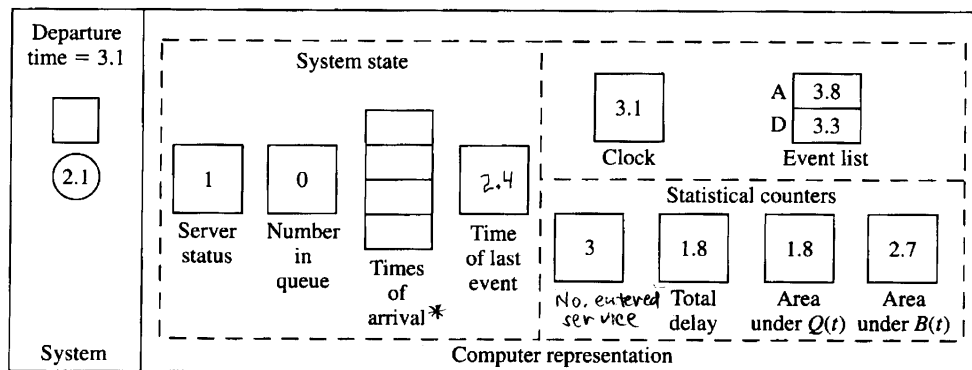 Departure
time = 3.1
2.1
System
System state
1
Server
status
0
Number
in
queue
Times
of
arrival*
2.4
Time
of last
event
3.1
Clock
A 3.8
D 3.3
Event list
Statistical counters
3
No. entered
service
1.8
Total
delay
1.8
Area
under Q(t)
2.7
Area
under B(t)
Computer representation